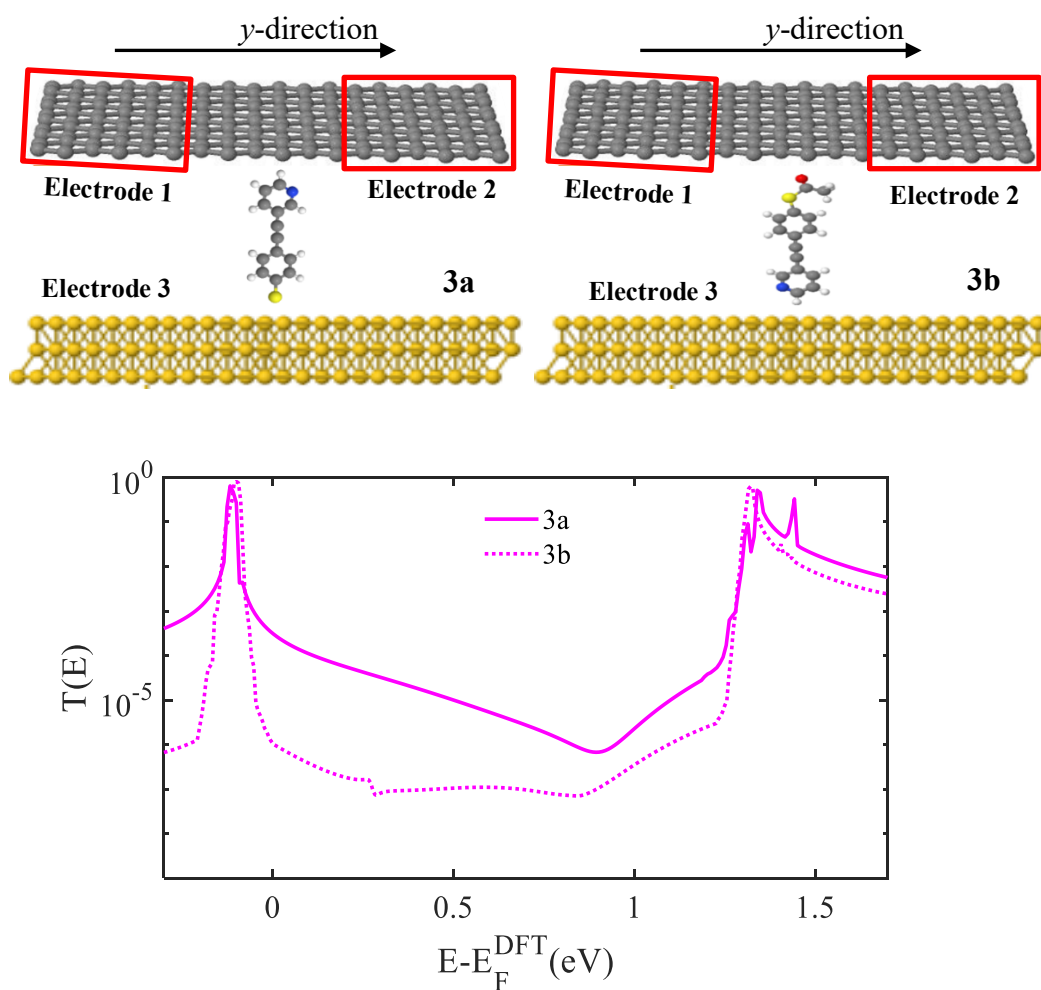 y-direction
y-direction
Electrode 1
Electrode 2
Electrode 1
Electrode 2
Electrode 3
3a
Electrode 3
3b
10^0
3a
3b
T(E)
10^-5
0
0.5
1
1.5
E-E_F^DFT(eV)